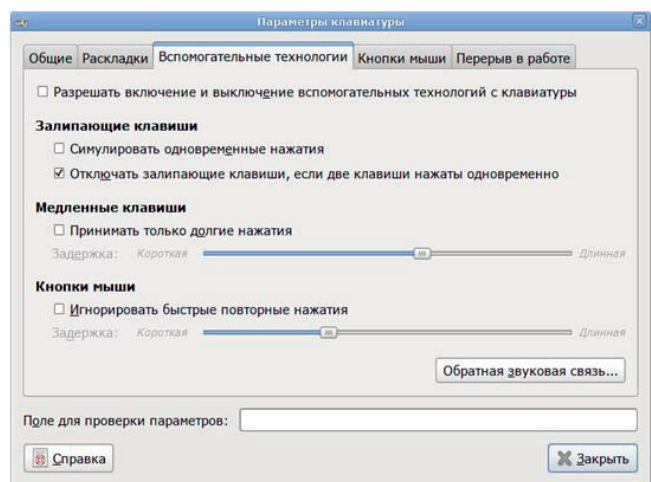 Параметры клавиатуры
Общие Раскладки Вспомогательные технологии Кнопки мыши Перерыв в работе
Разрешать включение и выключение вспомогательных технологий с клавиатуры
Залипающие клавиши
Симулировать одновременные нажатия
Отключать залипающие клавиши, если две клавиши нажаты одновременно
Медленные клавиши
Принимать только долгие нажатия
Задержка: Короткая Длинная
Кнопки мыши
Игнорировать быстрые повторные нажатия
Задержка: Короткая Длинная
Обратная звуковая связь...
Поле для проверки параметров:
Справка Закрыть